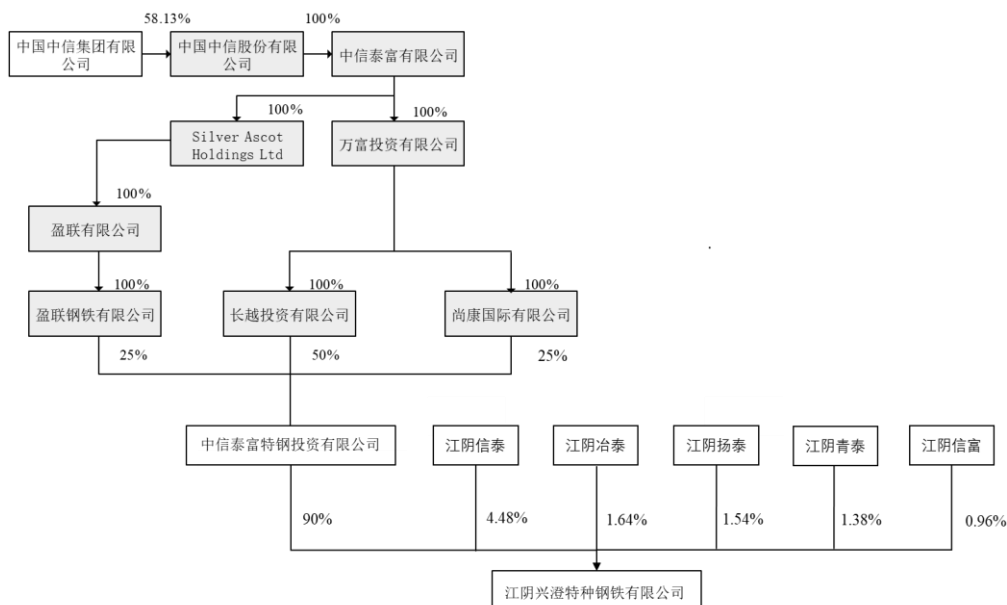 58.13%
100%
中国中信集团有限
公司
中国中信股份有限
公司
中信泰富有限公司
100%
100%
Silver Ascot
Holdings Ltd
万富投资有限公司
100%
盈联有限公司
100%
100%
100%
盈联钢铁有限公司
长越投资有限公司
尚康国际有限公司
25%
50%
25%
中信泰富特钢投资有限公司
江阴信泰
江阴冶泰
江阴扬泰
江阴青泰
江阴信富
90%
4.48%
1.64%
1.54%
1.38%
0.96%
江阴兴澄特种钢铁有限公司